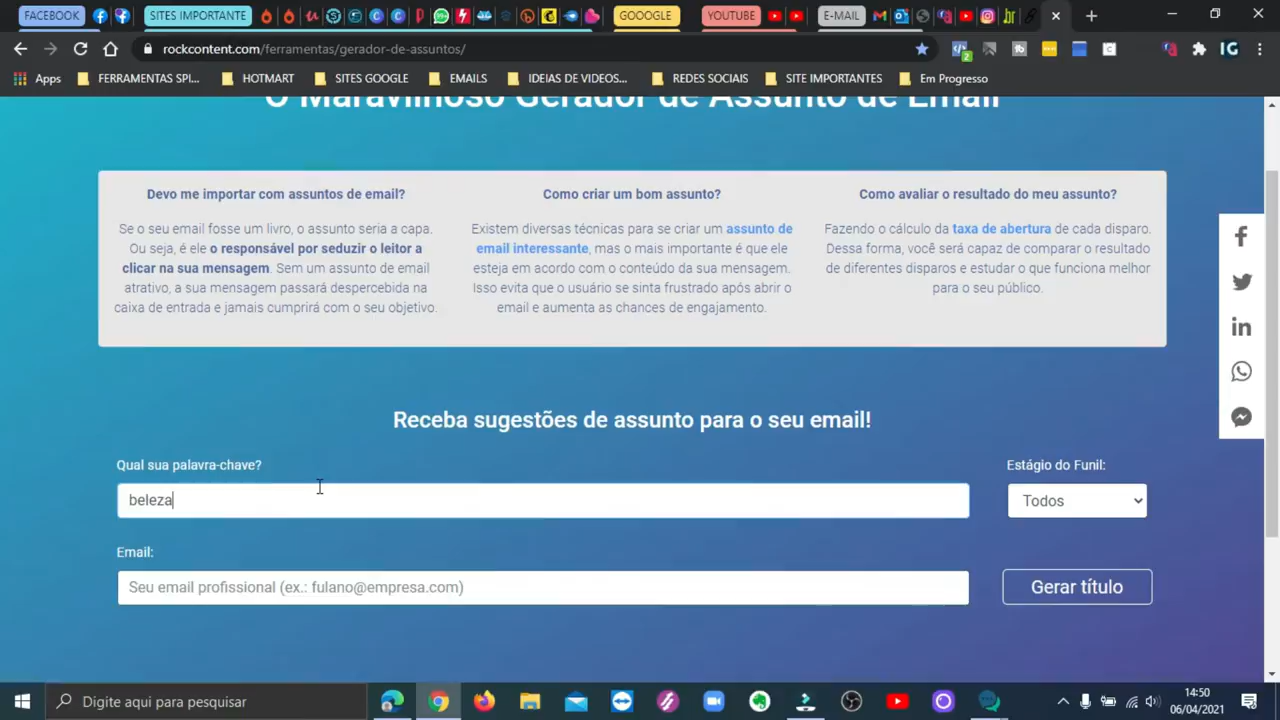 FACEBOOK
SITES IMPORTANTE
GOOOGLE
YOUTUBE
E-MAIL
rockcontent.com/ferramentas/gerador-de-assuntos/
2
IG
Apps
FERRAMENTAS SPI...
HOTMART
SITES GOOGLE
EMAILS
IDEIAS DE VIDEOS...
REDES SOCIAIS
SITE IMPORTANTES
Em Progresso
O Maravilhoso Gerador de Assunto de Email
Devo me importar com assuntos de email?
Se o seu email fosse um livro, o assunto seria a capa.
Ou seja, é ele o responsável por seduzir o leitor a
clicar na sua mensagem. Sem um assunto de email
atrativo, a sua mensagem passará despercebida na
caixa de entrada e jamais cumprirá com o seu objetivo.
Como criar um bom assunto?
Existem diversas técnicas para se criar um assunto de
email interessante, mas o mais importante é que ele
esteja em acordo com o conteúdo da sua mensagem.
Isso evita que o usuário se sinta frustrado após abrir o
email e aumenta as chances de engajamento.
Como avaliar o resultado do meu assunto?
Fazendo o cálculo da taxa de abertura de cada disparo.
Dessa forma, você será capaz de comparar o resultado
de diferentes disparos e estudar o que funciona melhor
para o seu público.
Receba sugestões de assunto para o seu email!
Qual sua palavra-chave?
Estágio do Funil:
beleza
Todos
Email:
Seu email profissional (ex.: fulano@empresa.com)
Gerar título
Digite aqui para pesquisar
14:50
06/04/2021